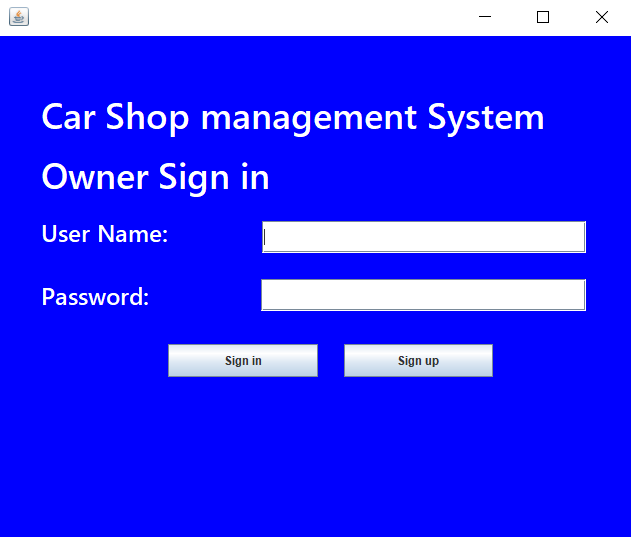 Car Shop management System
Owner Sign in
User Name:
Password:
Sign in Sign up